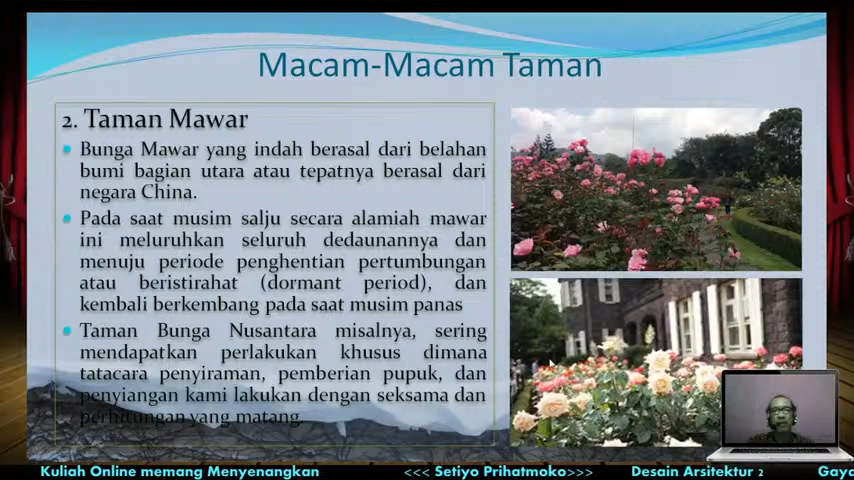 Macam-Macam Taman
2. Taman Mawar
Bunga Mawar yang indah berasal dari belahan
bumi bagian utara atau tepatnya berasal dari
negara China.
Pada saat musim salju secara alamiah mawar
ini meluruhkan seluruh dedaunannya dan
menuju periode penghentian pertumbungan
atau beristirahat (dormant period), dan
kembali berkembang pada saat musim panas
Taman Bunga Nusantara misalnya, sering
mendapatkan perlakukan khusus dimana
tatacara penyiraman, pemberian pupuk, dan
penyiangan kami lakukan dengan seksama dan
perhitungan yang matang.
Kuliah Online memang Menyenangkan <<< Setiyo Prihatmoko>>> Desain Arsitektur 2 Gaya